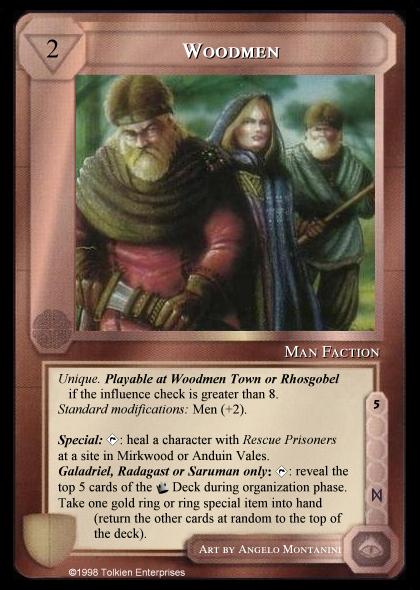 2
WOODMEN
MAN FACTION
Unique. Playable at Woodmen Town or Rhosgobel
if the influence check is greater than 8.
Standard modifications: Men (+2).
5
Special: : heal a character with Rescue Prisoners
at a site in Mirkwood or Anduin Vales.
Galadriel, Radagast or Saruman only: : reveal the
top 5 cards of the Deck during organization phase.
Take one gold ring or ring special item into hand
(return the other cards at random to the top of
the deck).
ART BY ANGELO MONTANINI
©1998 Tolkien Enterprises